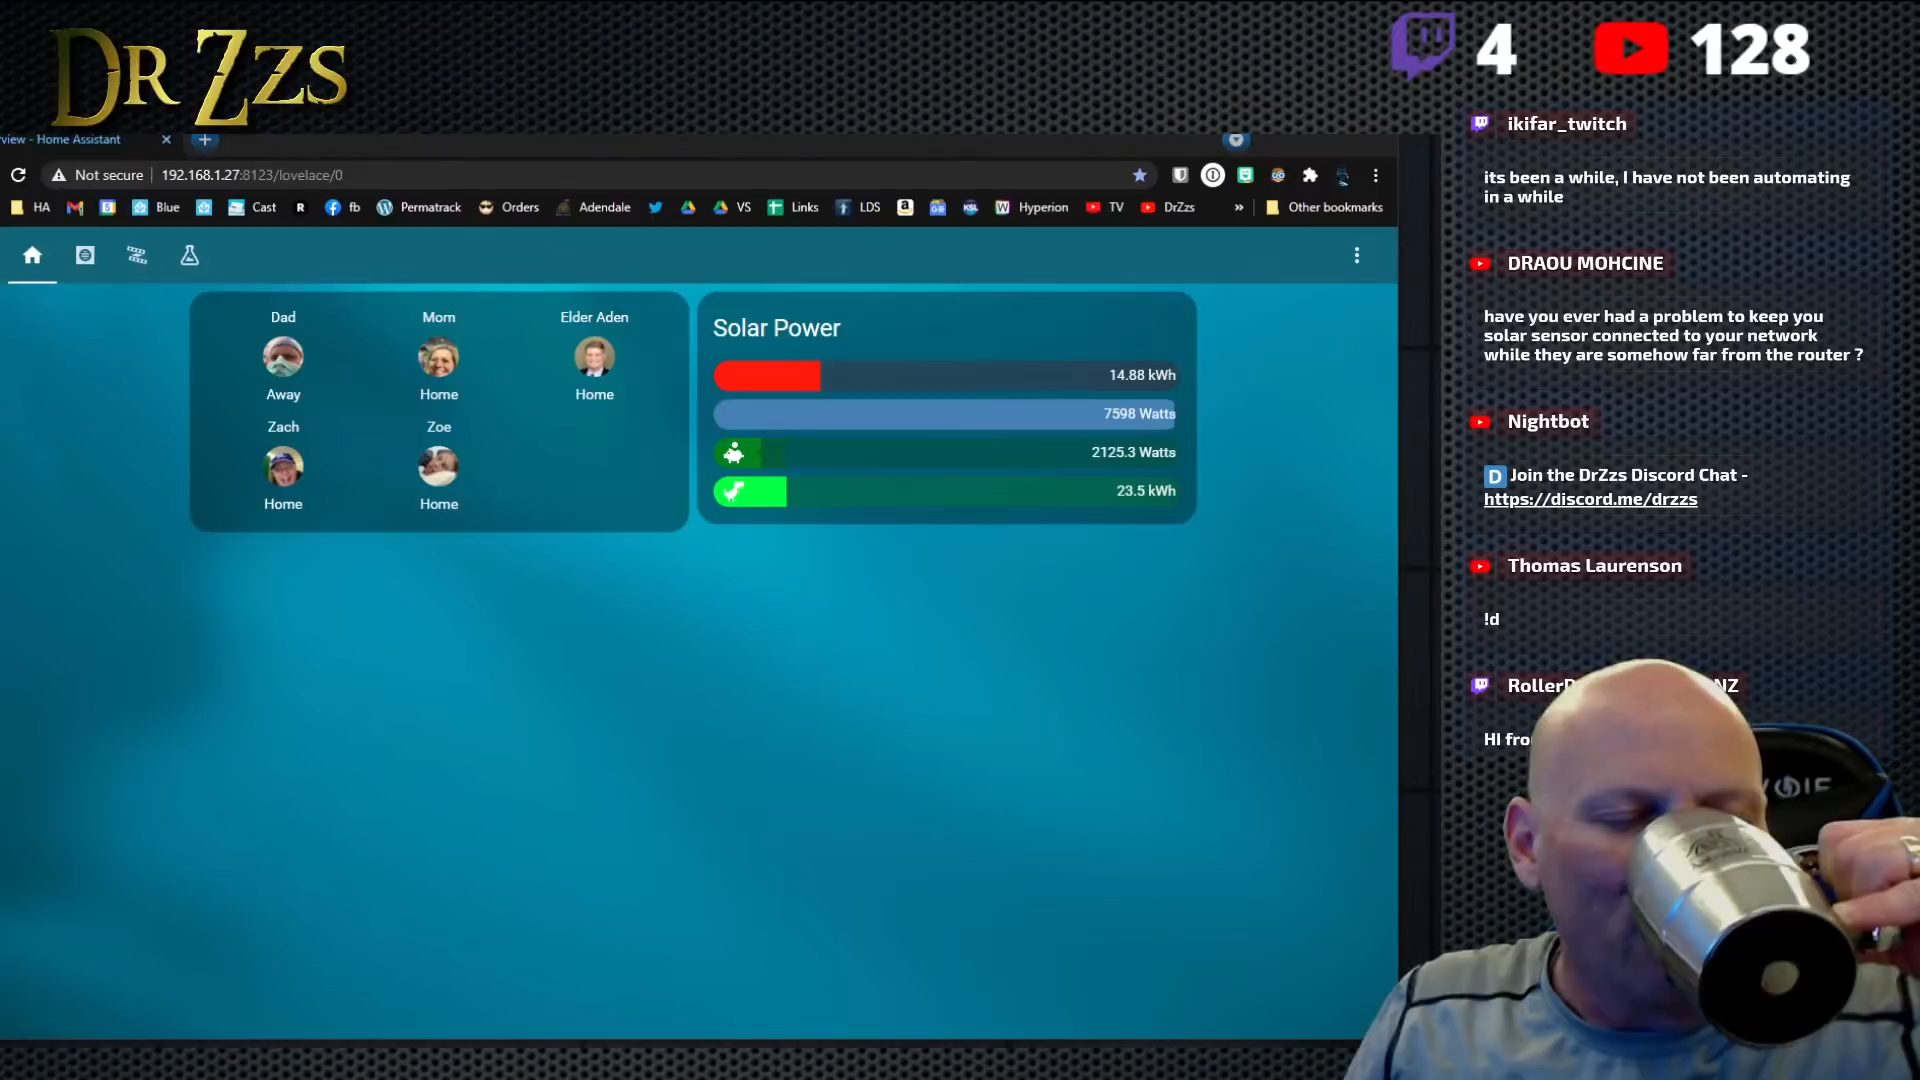 DR ZZS
4
128
rview - Home Assistant
Not secure
192.168.1.27:8123/lovelace/0
HA
Blue
Cast
R
fb
Permatrack
Orders
Adendale
VS
Links
LDS
Hyperion
TV
DrZzs
»
Other bookmarks
Dad
Mom
Elder Aden
Away
Home
Home
Zach
Zoe
Home
Home
Solar Power
14.88 kWh
7598 Watts
2125.3 Watts
23.5 kWh
ikifar_twitch
its been a while, I have not been automating
in a while
DRAOU MOHCINE
have you ever had a problem to keep you
solar sensor connected to your network
while they are somehow far from the router ?
Nightbot
D Join the DrZzs Discord Chat -
https://discord.me/drzzs
Thomas Laurenson
!d
NZ
HI